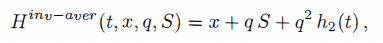 H^{inv-aver}(t, x, q, S) = x + q S + q^2 h_2(t) ,